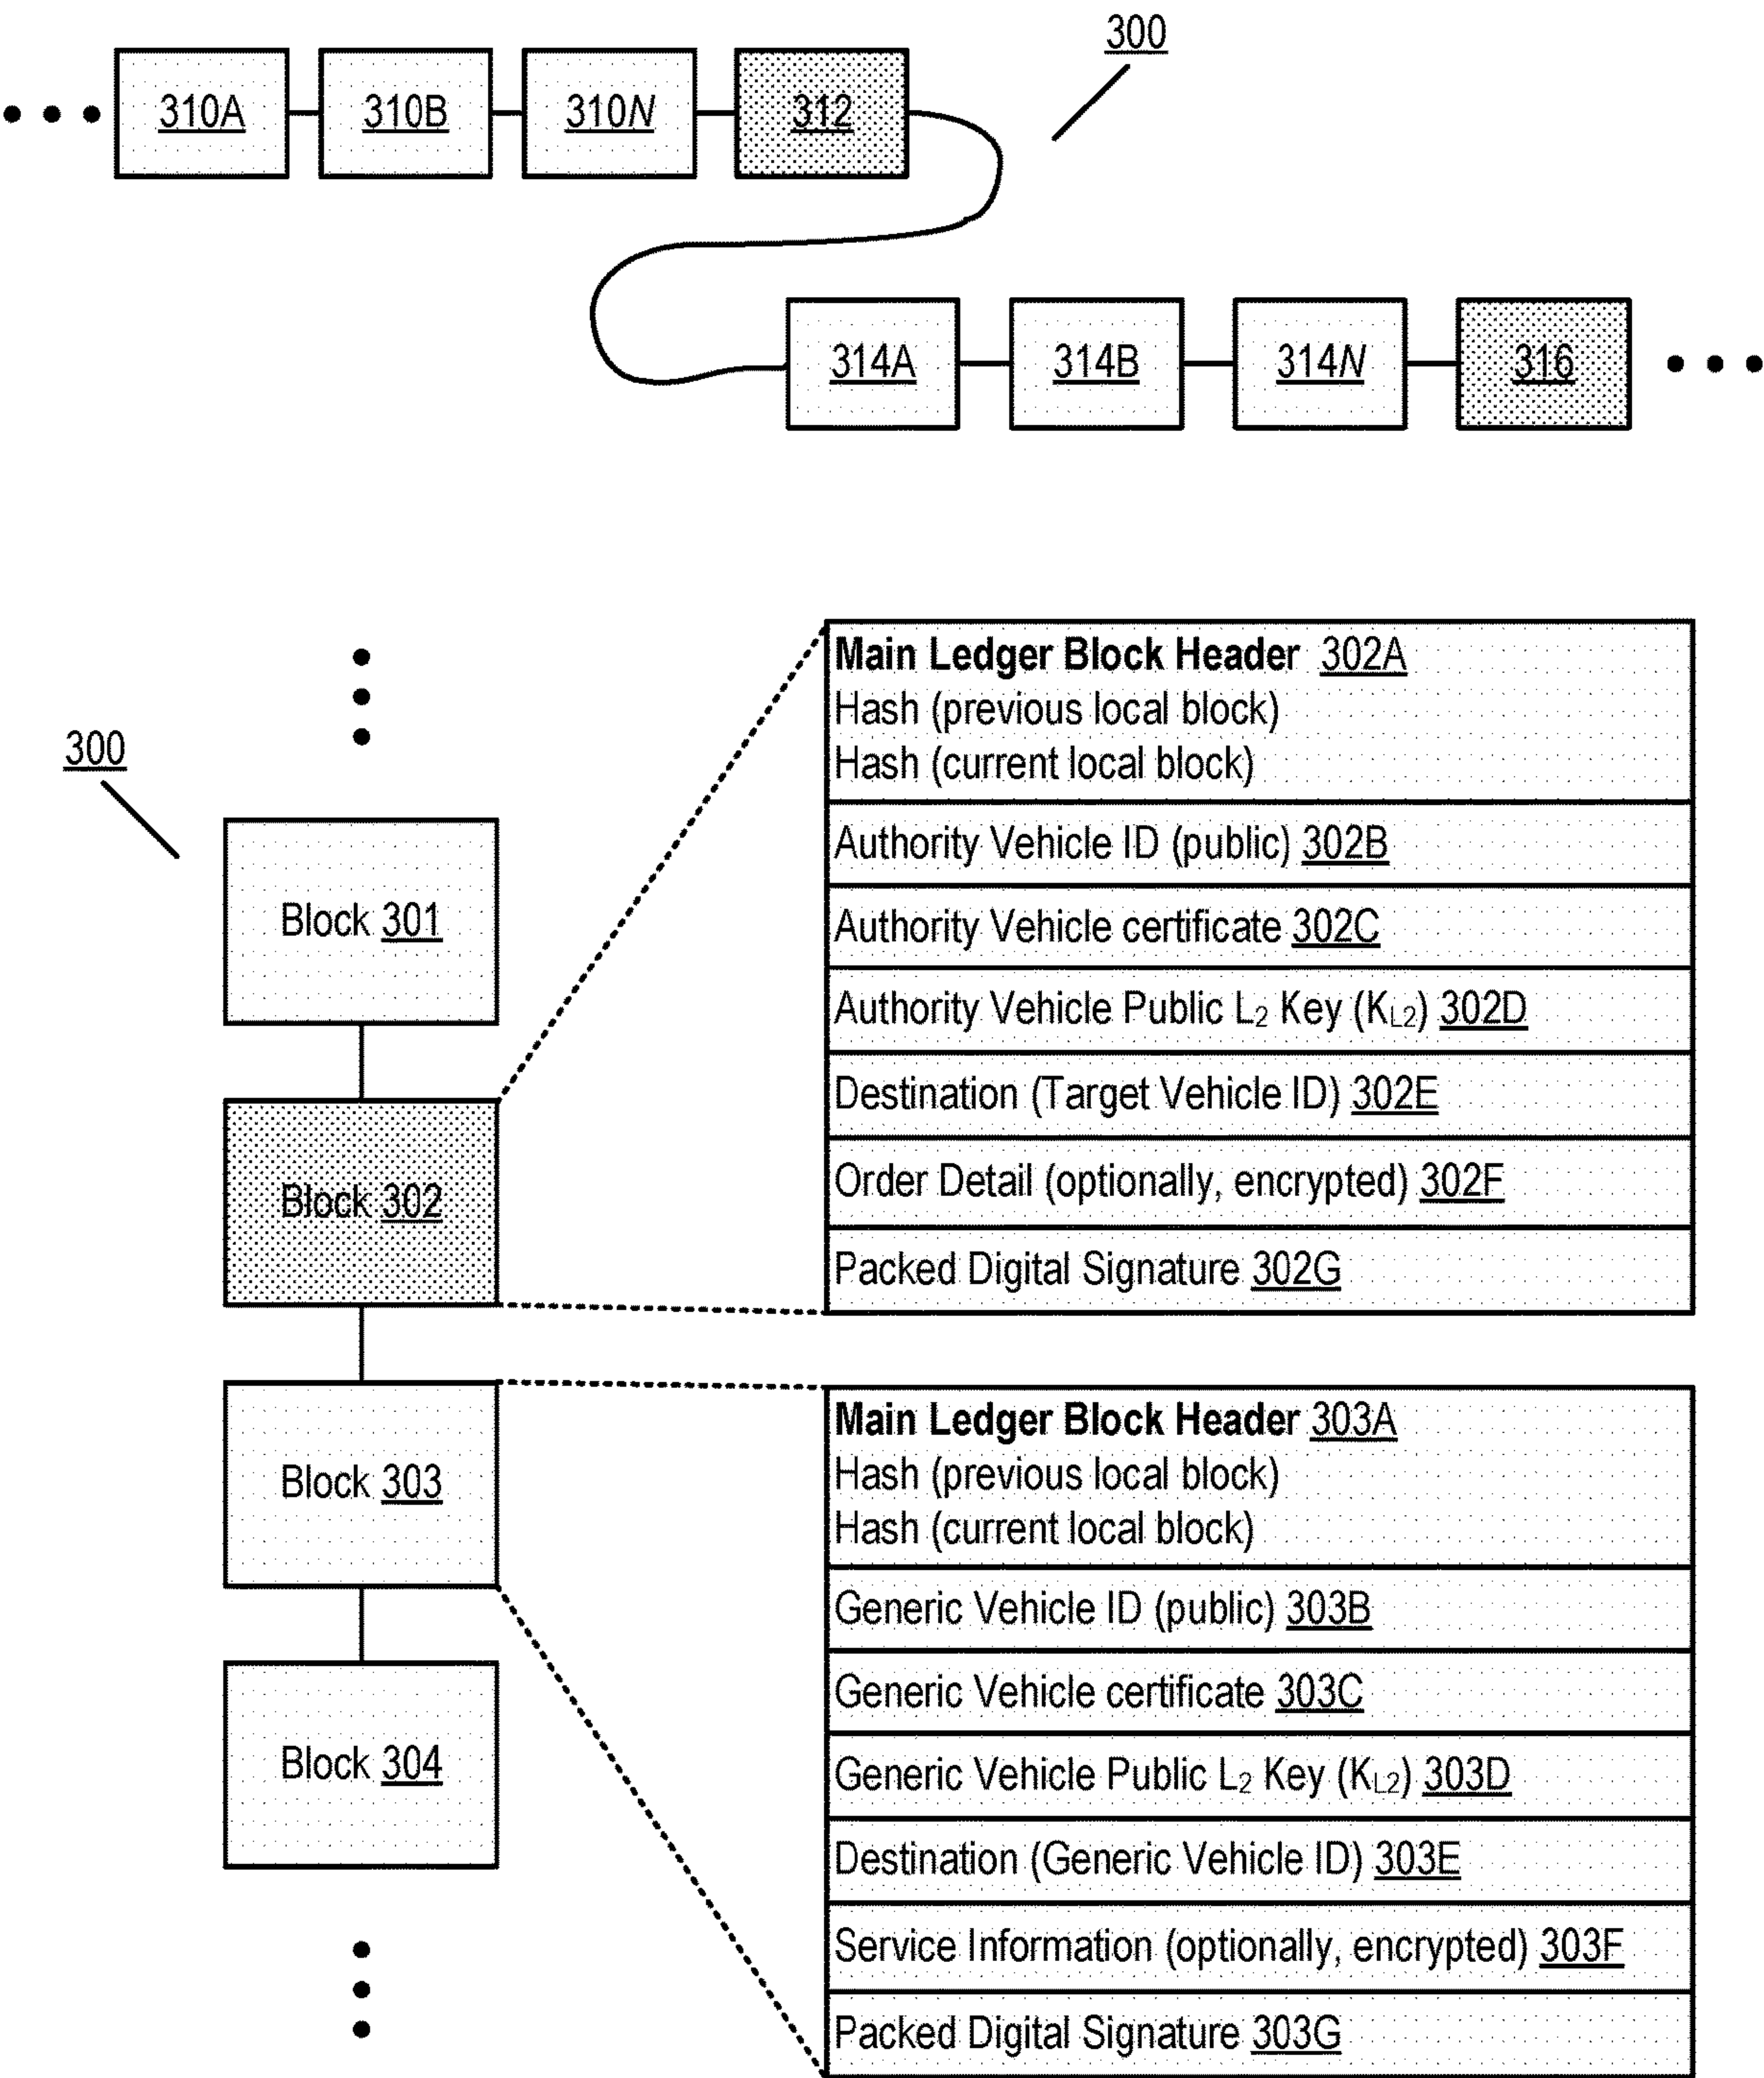 300
310A 310B 310N 312
314A 314B 314N 316
300
Block 301
Block 302
Block 303
Block 304
Main Ledger Block Header 302A
Hash (previous local block)
Hash (current local block)
Authority Vehicle ID (public) 302B
Authority Vehicle certificate 302C
Authority Vehicle Public L₂ Key (K_L2) 302D
Destination (Target Vehicle ID) 302E
Order Detail (optionally, encrypted) 302F
Packed Digital Signature 302G
Main Ledger Block Header 303A
Hash (previous local block)
Hash (current local block)
Generic Vehicle ID (public) 303B
Generic Vehicle certificate 303C
Generic Vehicle Public L₂ Key (K_L2) 303D
Destination (Generic Vehicle ID) 303E
Service Information (optionally, encrypted) 303F
Packed Digital Signature 303G